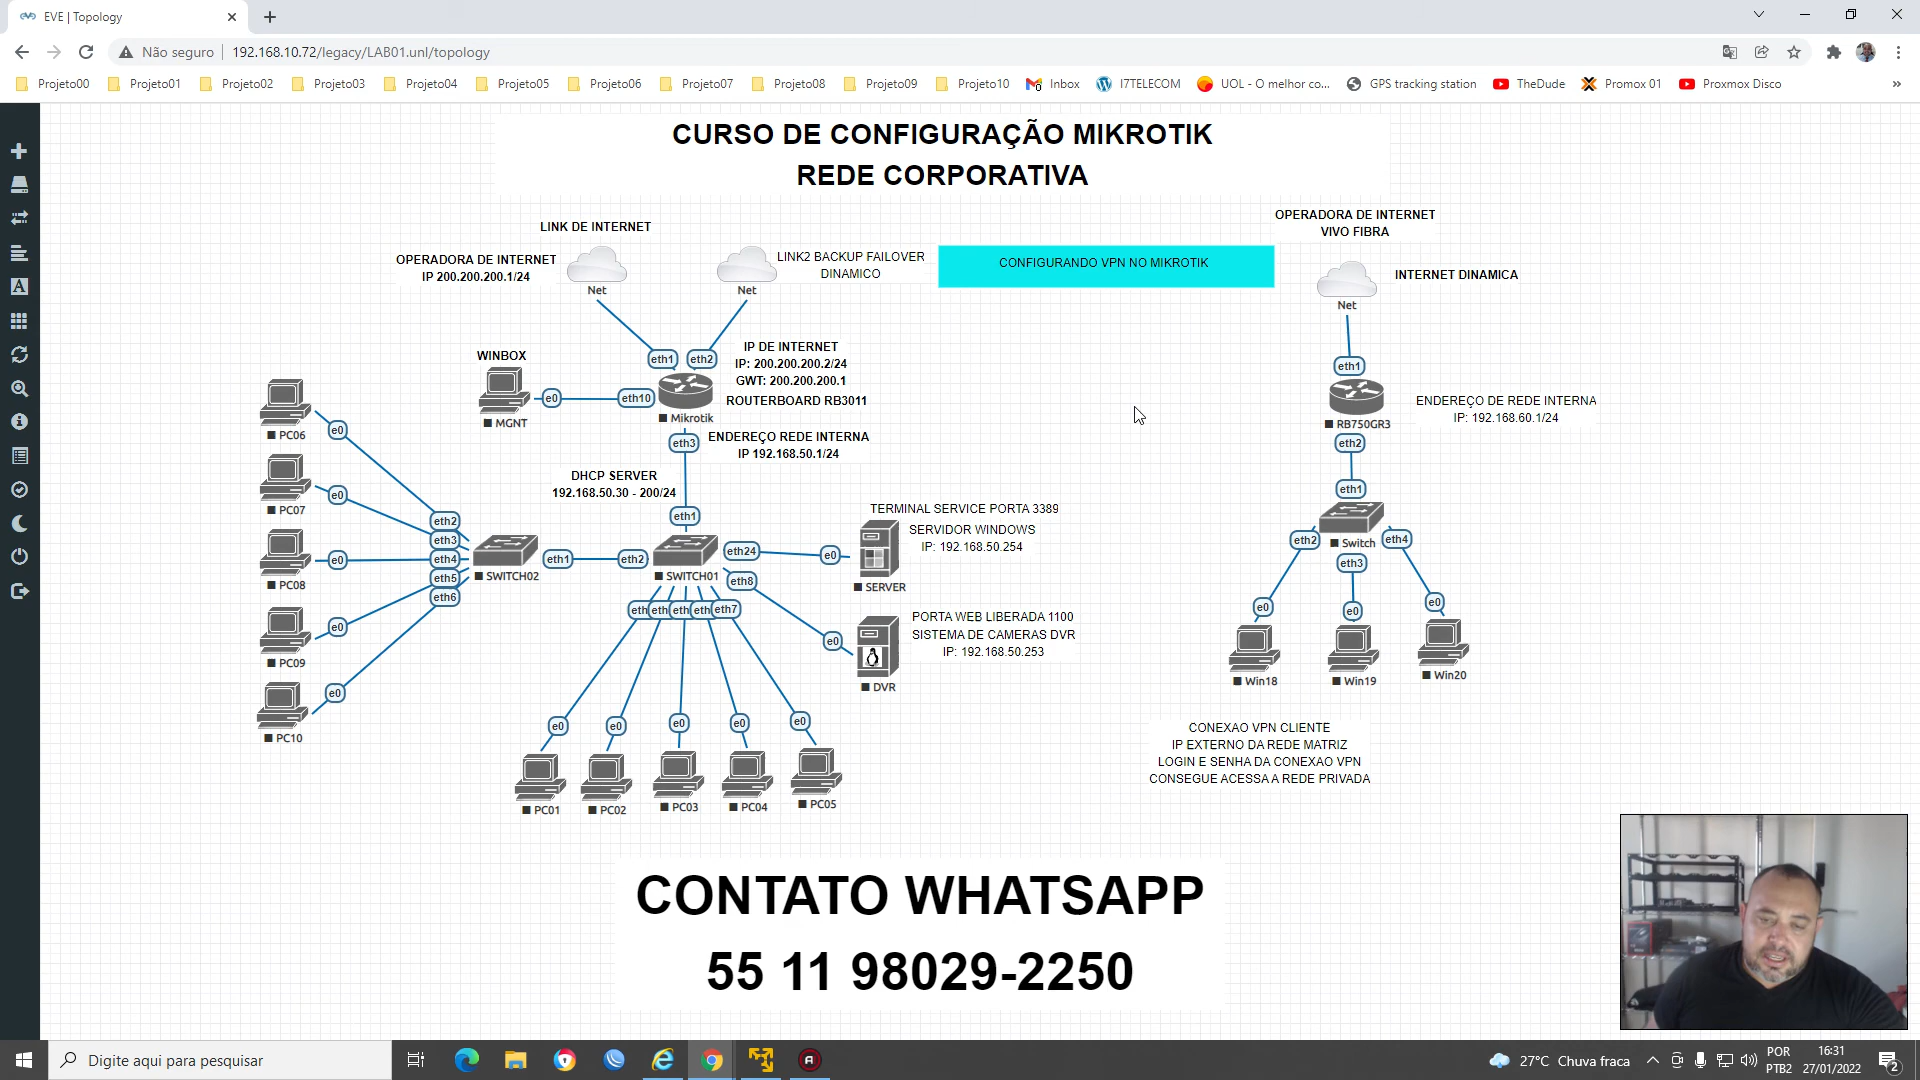 EVE | Topology
Não seguro
192.168.10.72/legacy/LAB01.unl/topology
Projeto00
Projeto01
Projeto02
Projeto03
Projeto04
Projeto05
Projeto06
Projeto07
Projeto08
Projeto09
Projeto10
Inbox
I7TELECOM
UOL - O melhor co...
GPS tracking station
TheDude
Promox 01
Proxmox Disco
»
CURSO DE CONFIGURAÇÃO MIKROTIK
REDE CORPORATIVA
LINK DE INTERNET
OPERADORA DE INTERNET
IP 200.200.200.1/24
Net
LINK2 BACKUP FAILOVER
DINAMICO
Net
CONFIGURANDO VPN NO MIKROTIK
OPERADORA DE INTERNET
VIVO FIBRA
INTERNET DINAMICA
Net
eth1
eth2
IP DE INTERNET
IP: 200.200.200.2/24
GWT: 200.200.200.1
ROUTERBOARD RB3011
WINBOX
e0
eth10
MGNT
Mikrotik
eth3
ENDEREÇO REDE INTERNA
IP 192.168.50.1/24
DHCP SERVER
192.168.50.30 - 200/24
eth1
eth1
RB750GR3
ENDEREÇO DE REDE INTERNA
IP: 192.168.60.1/24
eth2
eth1
Switch
eth2
eth3
eth4
e0
e0
e0
Win18
Win19
Win20
PC06
e0
PC07
e0
PC08
e0
PC09
e0
PC10
e0
eth2
eth3
eth4
eth5
eth6
SWITCH02
eth1
eth2
SWITCH01
eth24
e0
eth8
e0
TERMINAL SERVICE PORTA 3389
SERVIDOR WINDOWS
IP: 192.168.50.254
SERVER
PORTA WEB LIBERADA 1100
SISTEMA DE CAMERAS DVR
IP: 192.168.50.253
DVR
eth
eth
eth
eth
eth7
e0
e0
e0
e0
e0
PC01
PC02
PC03
PC04
PC05
CONEXAO VPN CLIENTE
IP EXTERNO DA REDE MATRIZ
LOGIN E SENHA DA CONEXAO VPN
CONSEGUE ACESSA A REDE PRIVADA
CONTATO WHATSAPP
55 11 98029-2250
Digite aqui para pesquisar
27°C Chuva fraca
POR
PTB2
16:31
27/01/2022
2